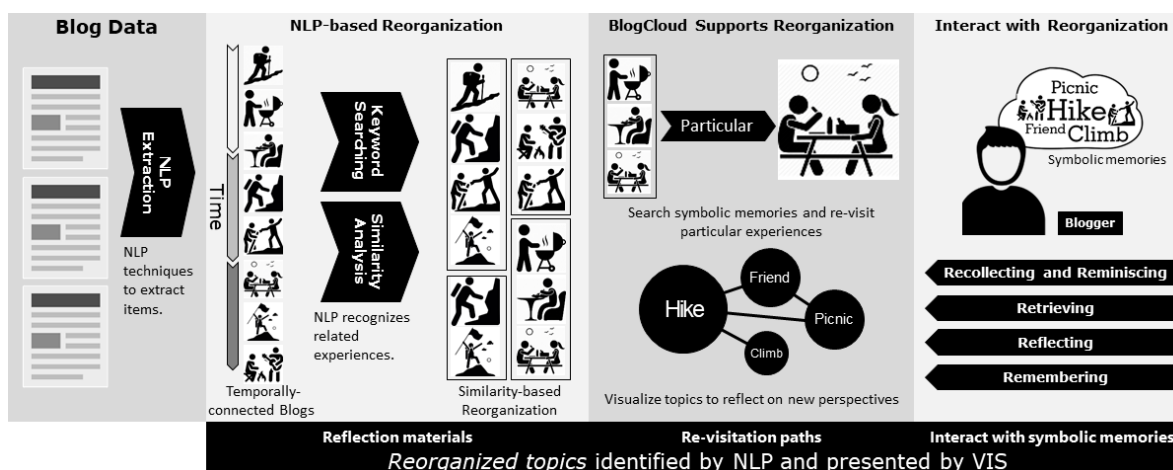 Blog Data
NLP
Extraction
NLP
techniques
to extract
items.
NLP-based Reorganization
Time
Temporally-
connected Blogs
Keyword
Searching
Similarity
Analysis
NLP recognizes
related
experiences.
Similarity-based
Reorganization
BlogCloud Supports Reorganization
Particular
Search symbolic memories and re-visit
particular experiences
Hike
Friend
Picnic
Climb
Visualize topics to reflect on new perspectives
Interact with Reorganization
Picnic
Hike
Friend
Climb
Symbolic memories
Blogger
Recollecting and Reminiscing
Retrieving
Reflecting
Remembering
Reflection materials
Re-visitation paths
Interact with symbolic memories
Reorganized topics identified by NLP and presented by VIS